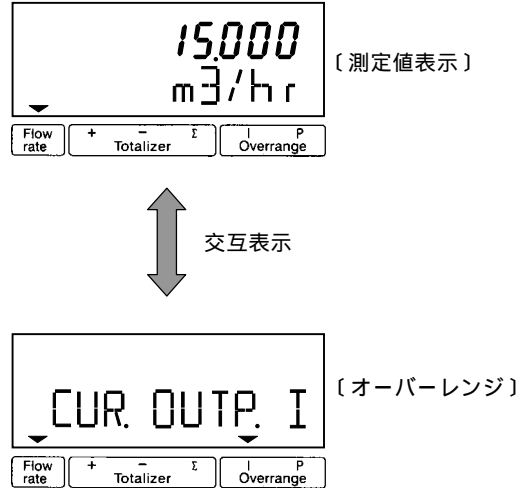 15.000
m3/hr
〔測定値表示〕
Flow rate
+ − Σ
Totalizer
I P
Overrange
交互表示
CUR. OUTP. I
〔オーバーレンジ〕
Flow rate
+ − Σ
Totalizer
I P
Overrange